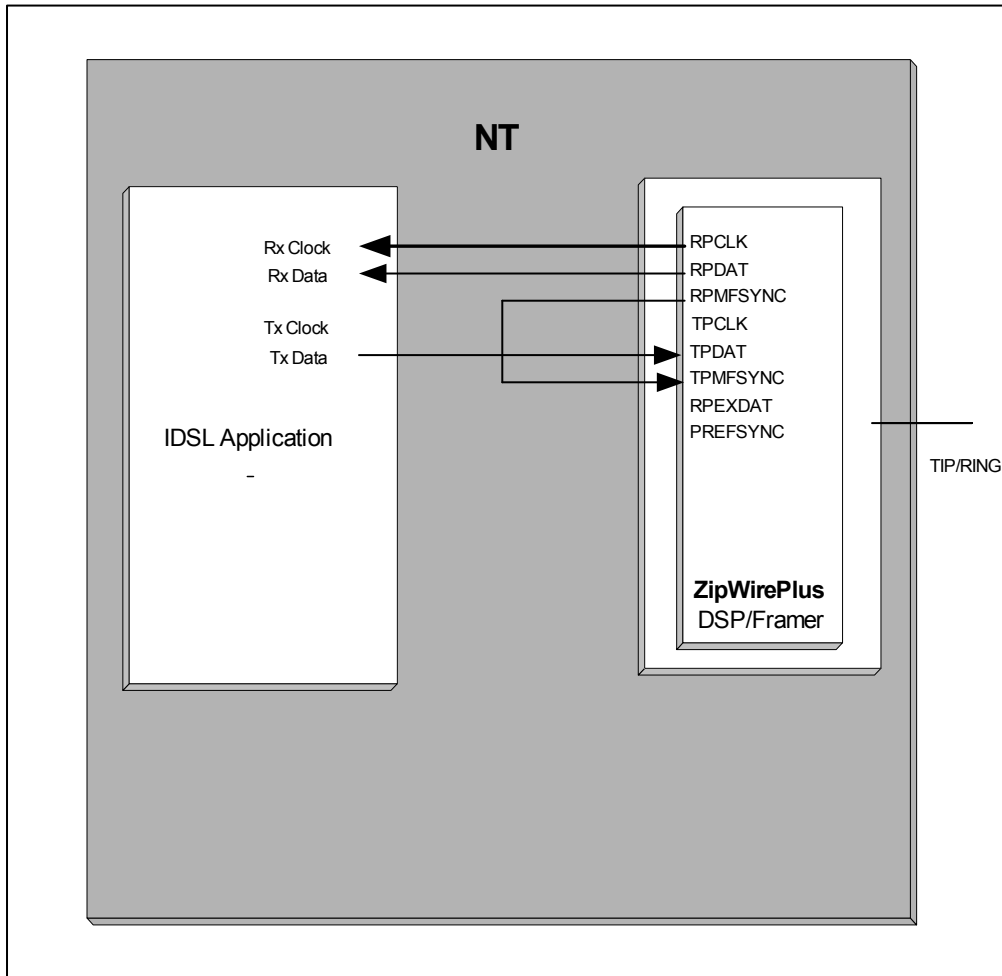 NT
Rx Clock
Rx Data
Tx Clock
Tx Data
IDSL Application
-
RPCLK
RPDAT
RPMFSYNC
TPCLK
TPDAT
TPMFSYNC
RPEXDAT
PREFSYNC
ZipWirePlus
DSP/Framer
TIP/RING